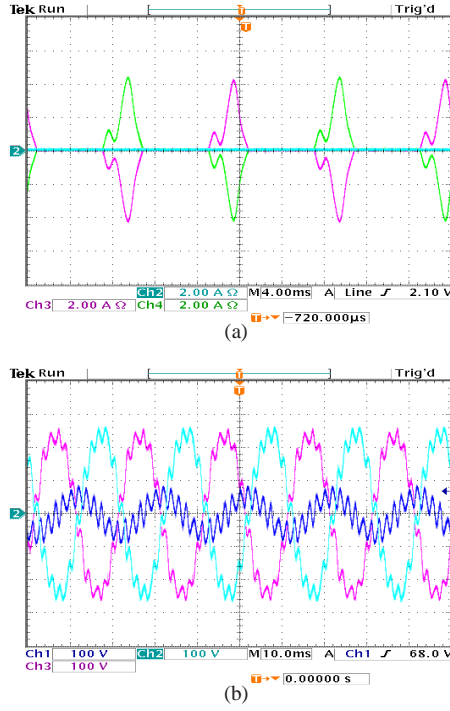 Tek Run Trig'd
T
T
2
Ch2 2.00 A Ω M 4.00ms A Line ʃ 2.10 V
Ch3 2.00 A Ω Ch4 2.00 A Ω
T→▼ -720.000µs
(a)
Tek Run Trig'd
T
T
2
Ch1 100 V Ch2 100 V M 10.0ms A Ch1 ʃ 68.0 V
Ch3 100 V
T→▼ 0.00000 s
(b)